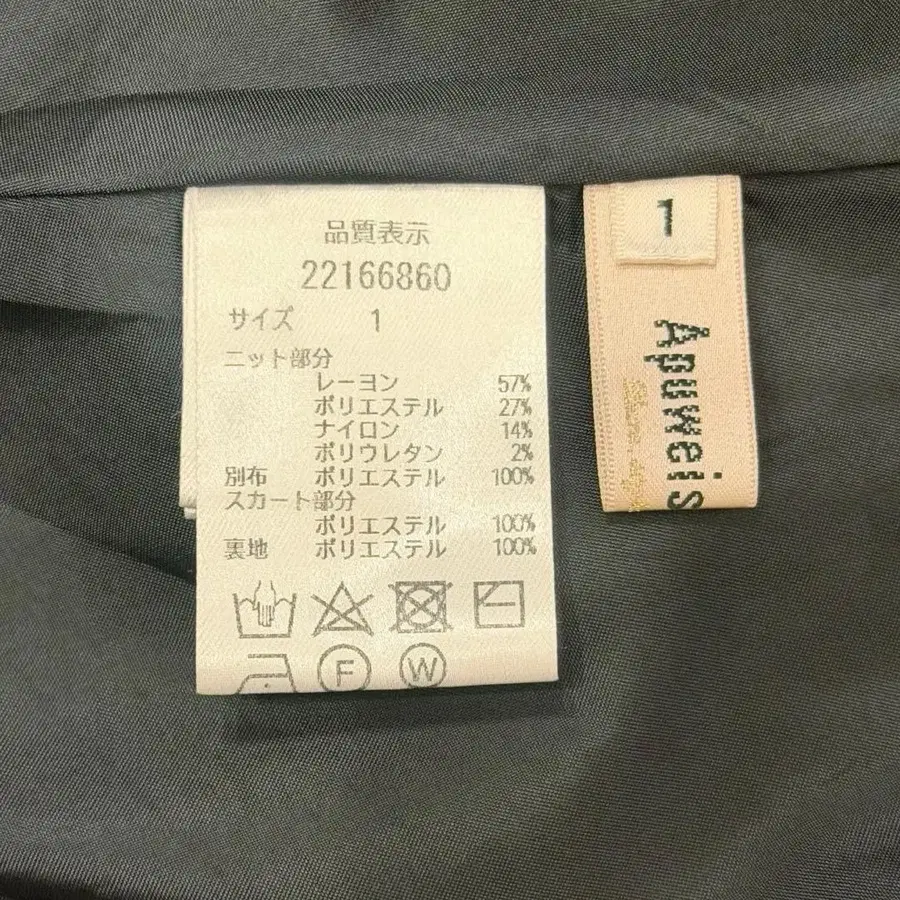 品質表示
22166860
サイズ 1
ニット部分
レーヨン 57%
ポリエステル 27%
ナイロン 14%
ポリウレタン 2%
別布 ポリエステル 100%
スカート部分
ポリエステル 100%
裏地 ポリエステル 100%
F
W
1
Apuweis